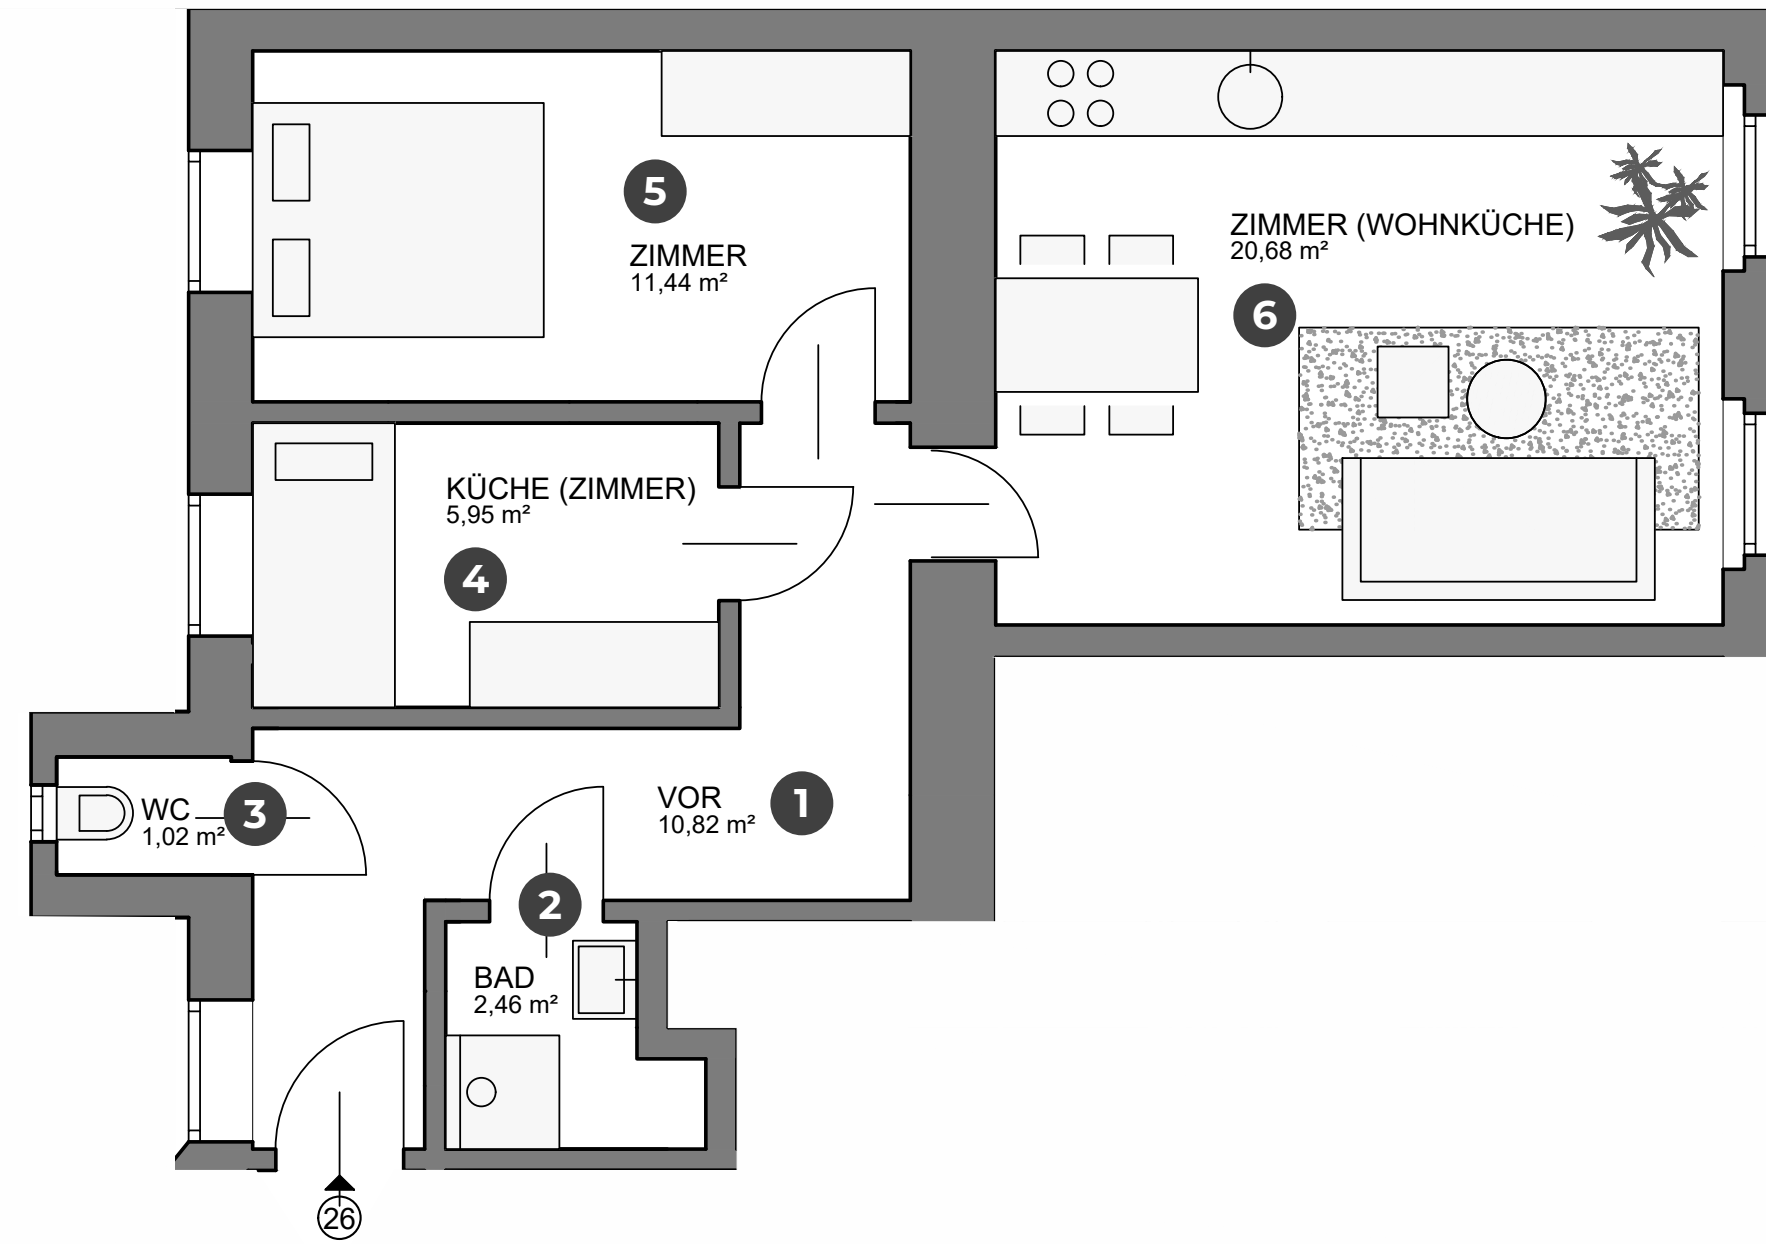 5
ZIMMER
11,44 m²
ZIMMER (WOHNKÜCHE)
20,68 m²
6
KÜCHE (ZIMMER)
5,95 m²
4
WC
1,02 m²
3
VOR
10,82 m²
1
2
BAD
2,46 m²
26